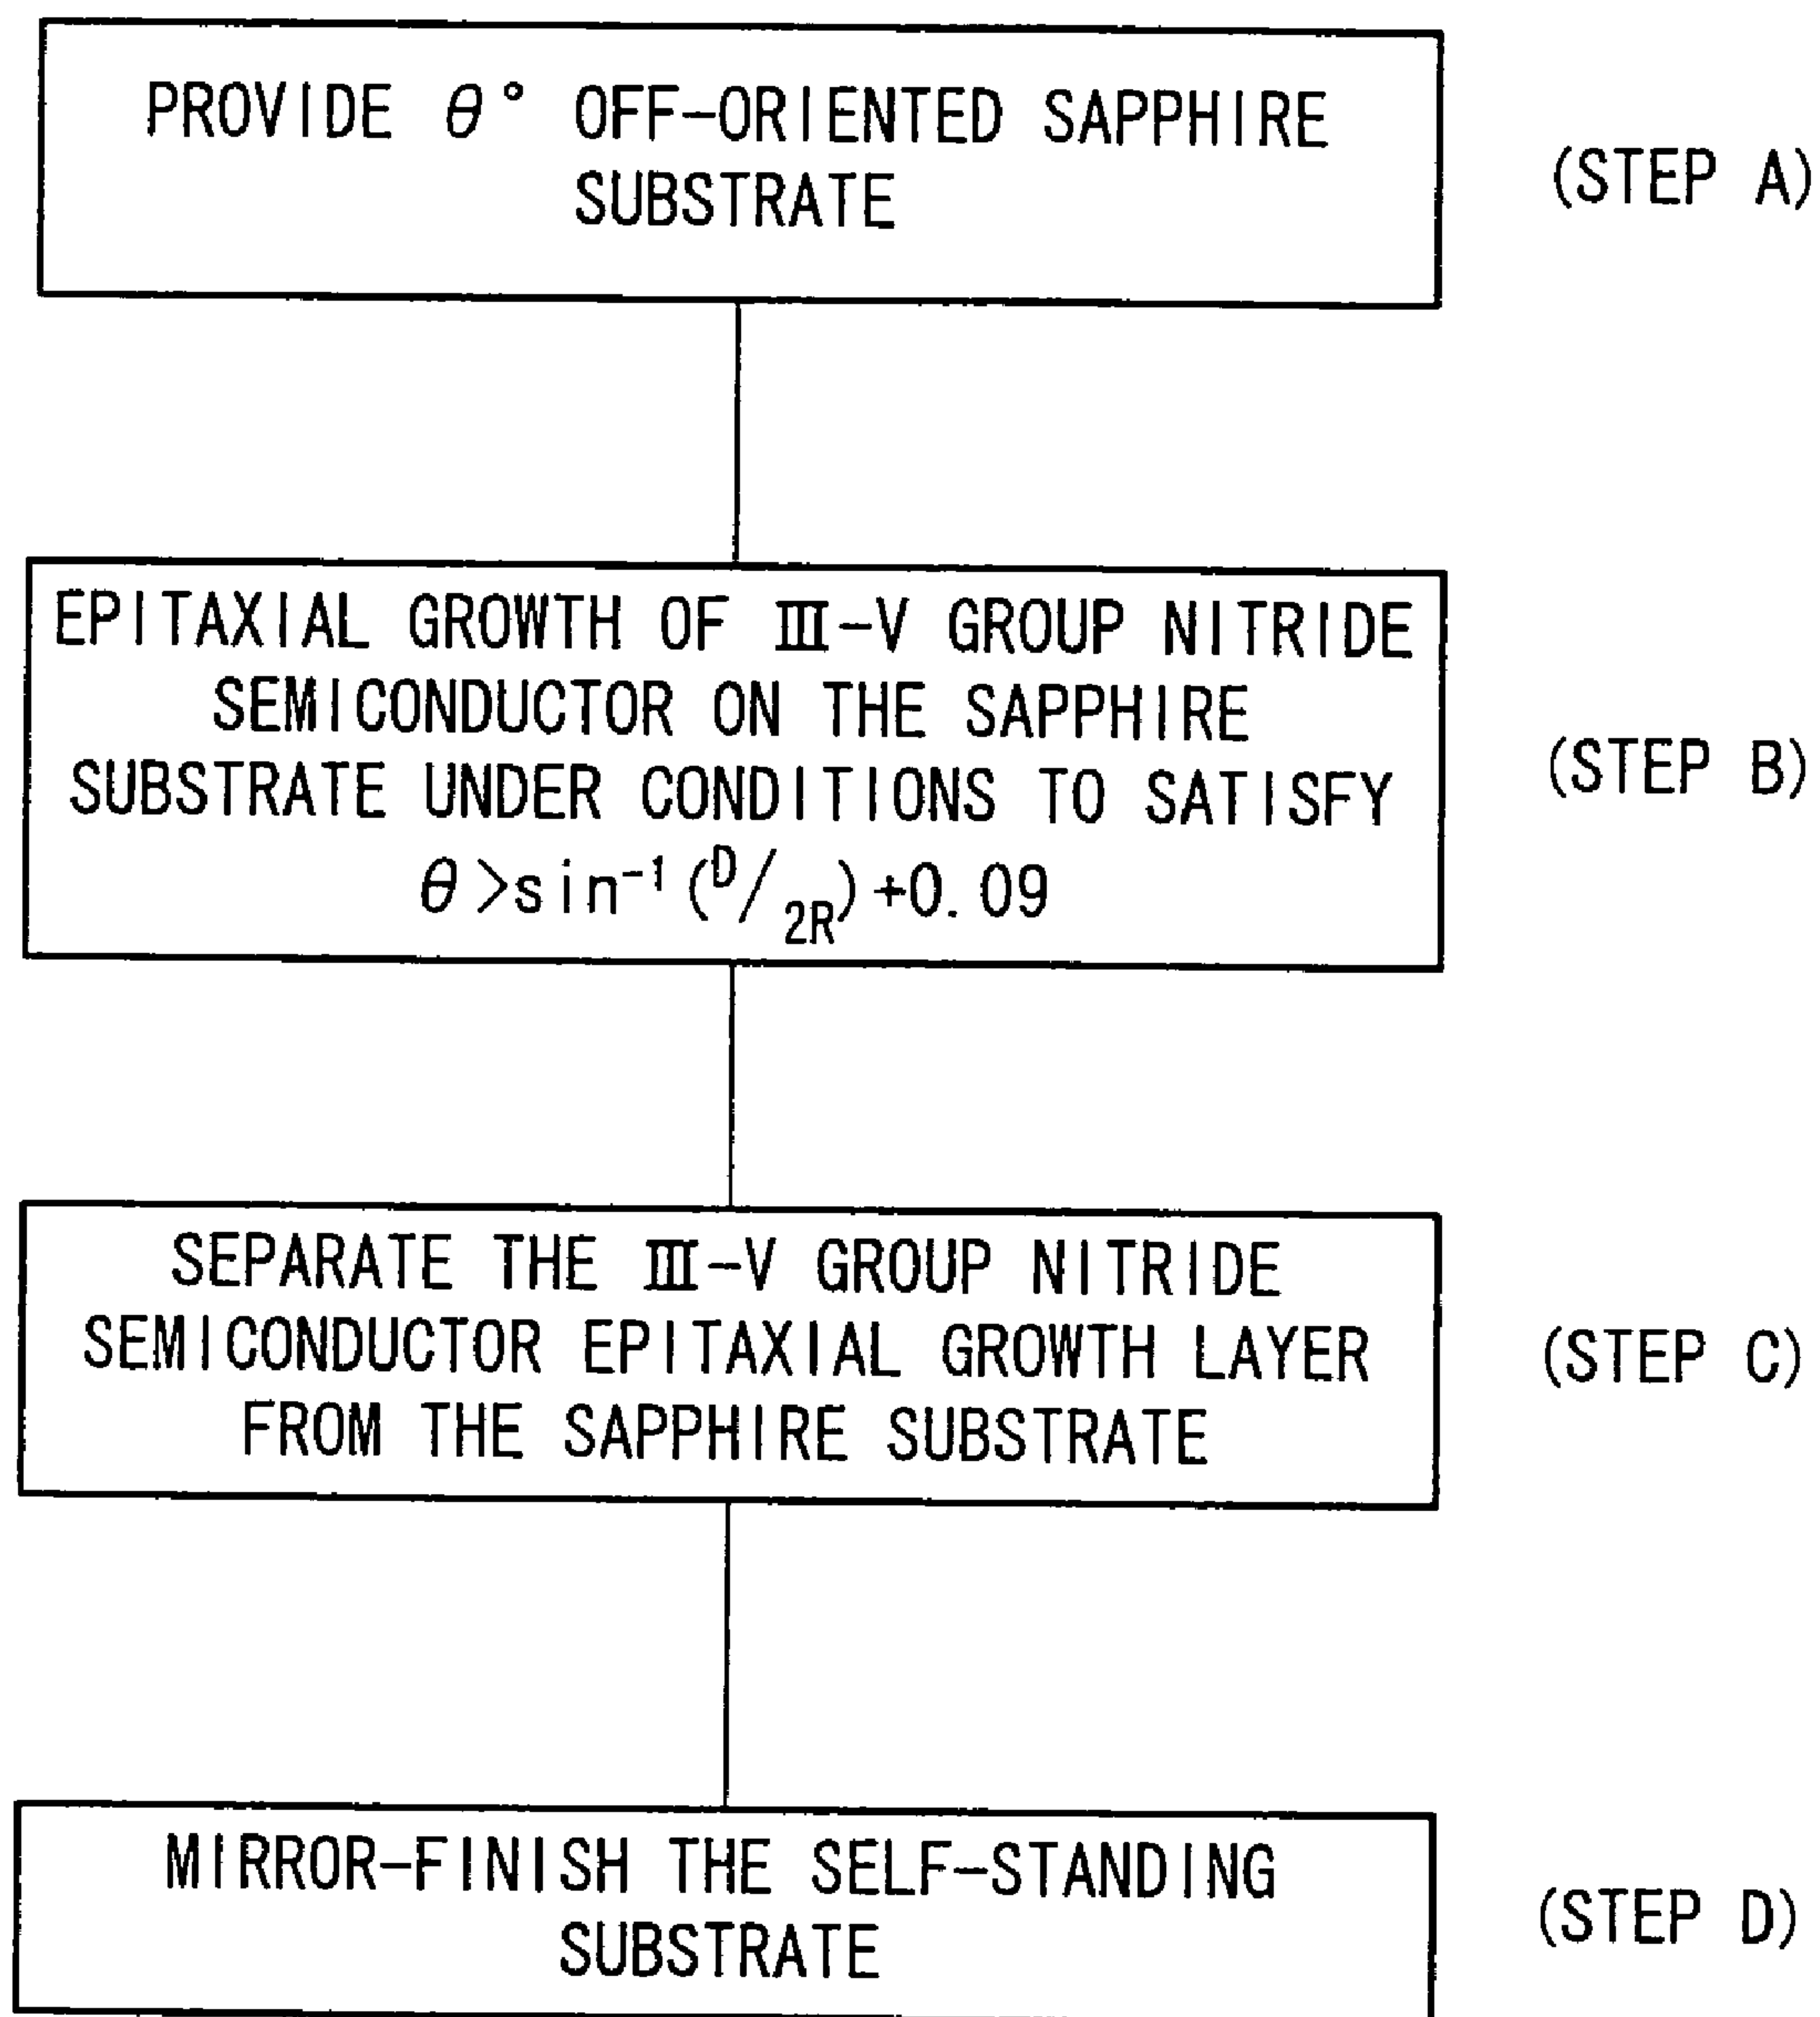 PROVIDE θ° OFF-ORIENTED SAPPHIRE
SUBSTRATE
(STEP A)
EPITAXIAL GROWTH OF III-V GROUP NITRIDE
SEMICONDUCTOR ON THE SAPPHIRE
SUBSTRATE UNDER CONDITIONS TO SATISFY
θ>sin⁻¹(D/2R)+0.09
(STEP B)
SEPARATE THE III-V GROUP NITRIDE
SEMICONDUCTOR EPITAXIAL GROWTH LAYER
FROM THE SAPPHIRE SUBSTRATE
(STEP C)
MIRROR-FINISH THE SELF-STANDING
SUBSTRATE
(STEP D)